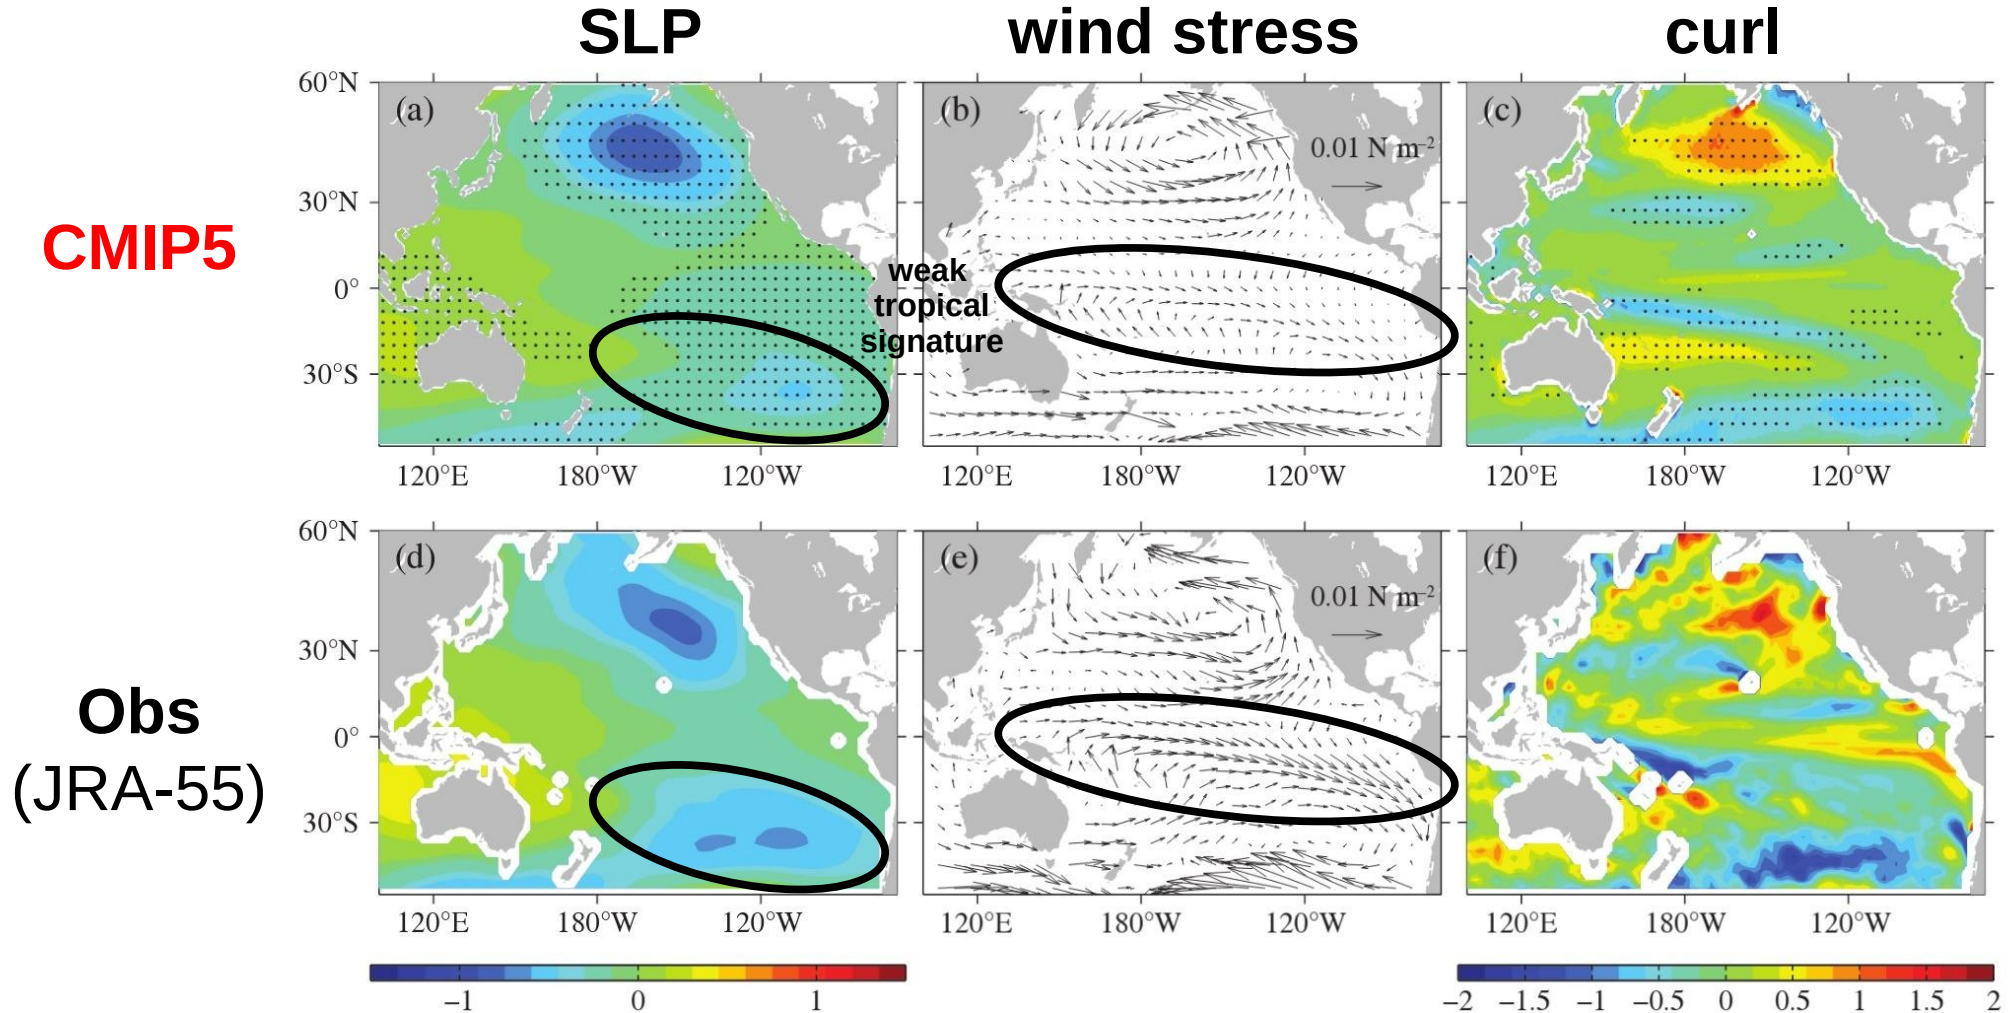 SLP
wind stress
curl
CMIP5
60°N
30°N
0°
30°S
(a)
120°E
180°W
120°W
weak
tropical
signature
(b)
0.01 N m⁻²
120°E
180°W
120°W
(c)
120°E
180°W
120°W
Obs
(JRA-55)
60°N
30°N
0°
30°S
(d)
120°E
180°W
120°W
(e)
0.01 N m⁻²
120°E
180°W
120°W
(f)
120°E
180°W
120°W
−1 0 1
−2 −1.5 −1 −0.5 0 0.5 1 1.5 2